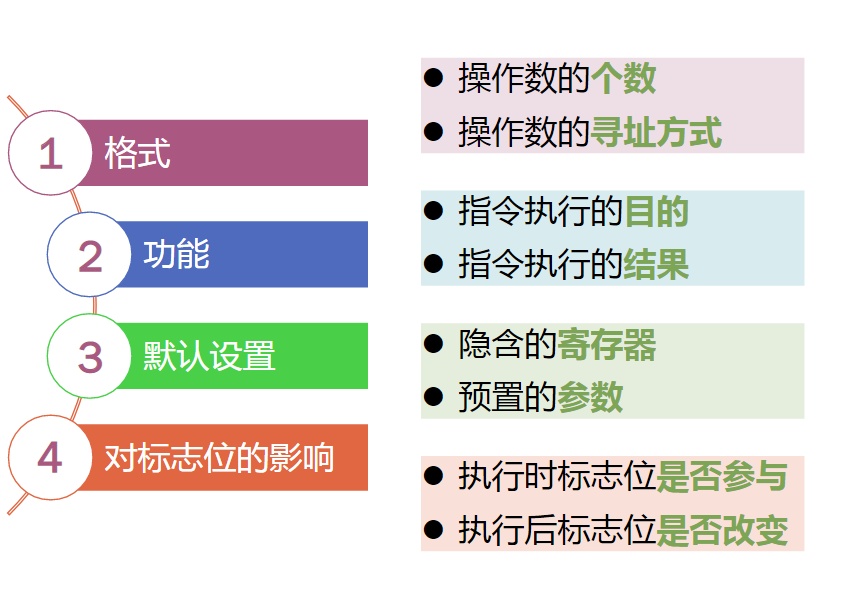 1 格式
● 操作数的个数
● 操作数的寻址方式
2 功能
● 指令执行的目的
● 指令执行的结果
3 默认设置
● 隐含的寄存器
● 预置的参数
4 对标志位的影响
● 执行时标志位是否参与
● 执行后标志位是否改变